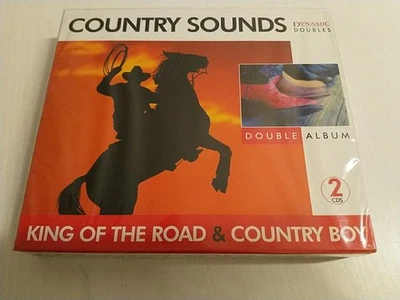 COUNTRY SOUNDS
DYNAMIC
DOUBLES
DOUBLE ALBUM
2
CDS
KING OF THE ROAD & COUNTRY BOY